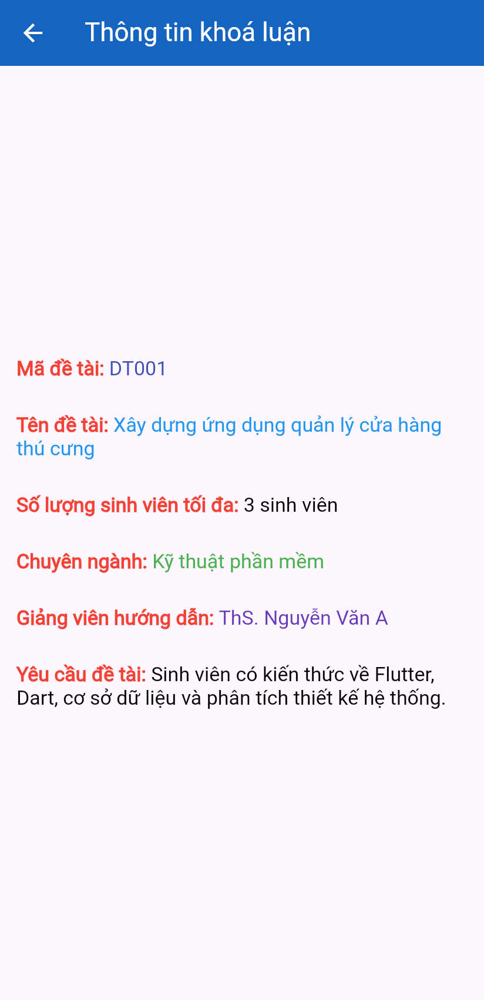 Thông tin khoá luận
Mã đề tài: DT001
Tên đề tài: Xây dựng ứng dụng quản lý cửa hàng
thú cưng
Số lượng sinh viên tối đa: 3 sinh viên
Chuyên ngành: Kỹ thuật phần mềm
Giảng viên hướng dẫn: ThS. Nguyễn Văn A
Yêu cầu đề tài: Sinh viên có kiến thức về Flutter,
Dart, cơ sở dữ liệu và phân tích thiết kế hệ thống.